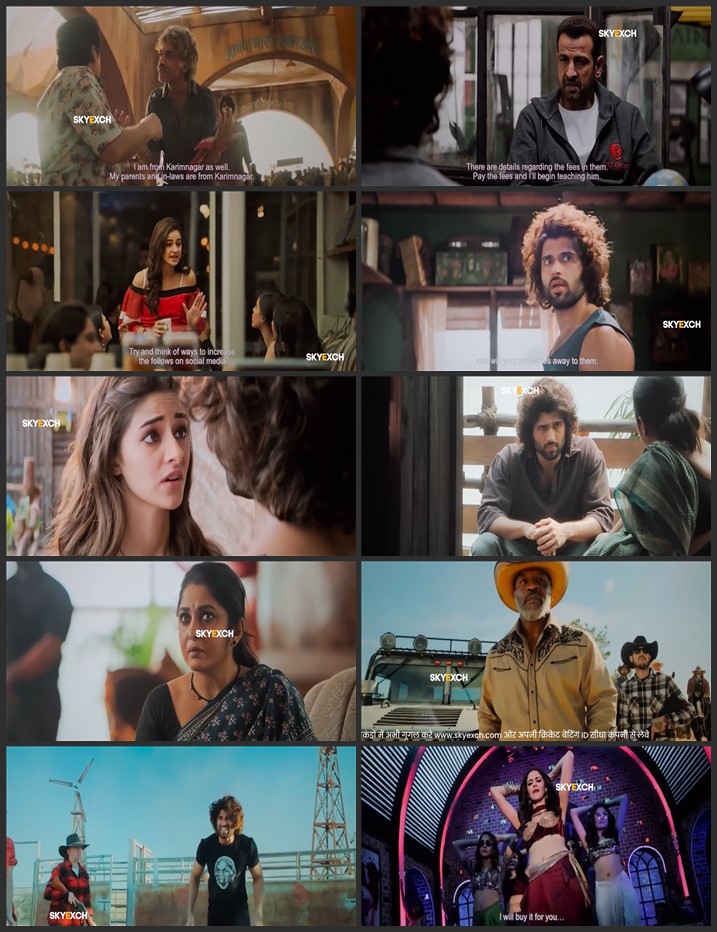 SKYEXCH
I am from Karimnagar as well.
My parents and in-laws are from Karimnagar.
SKYEXCH
There are details regarding the fees in them.
Pay the fees and I'll begin teaching him.
Try and think of ways to increase
the follows on social media
SKYEXCH
SKYEXCH
away to them.
SKYEXCH
SKYEXCH
SKYEXCH
SKYEXCH
में अभी गूगल करें www.skyexch.com ओर अपनी क्रिकेट बेटिंग ID सीधा कंपनी से लेवे
SKYEXCH
SKYEXCH
I will buy it for you...